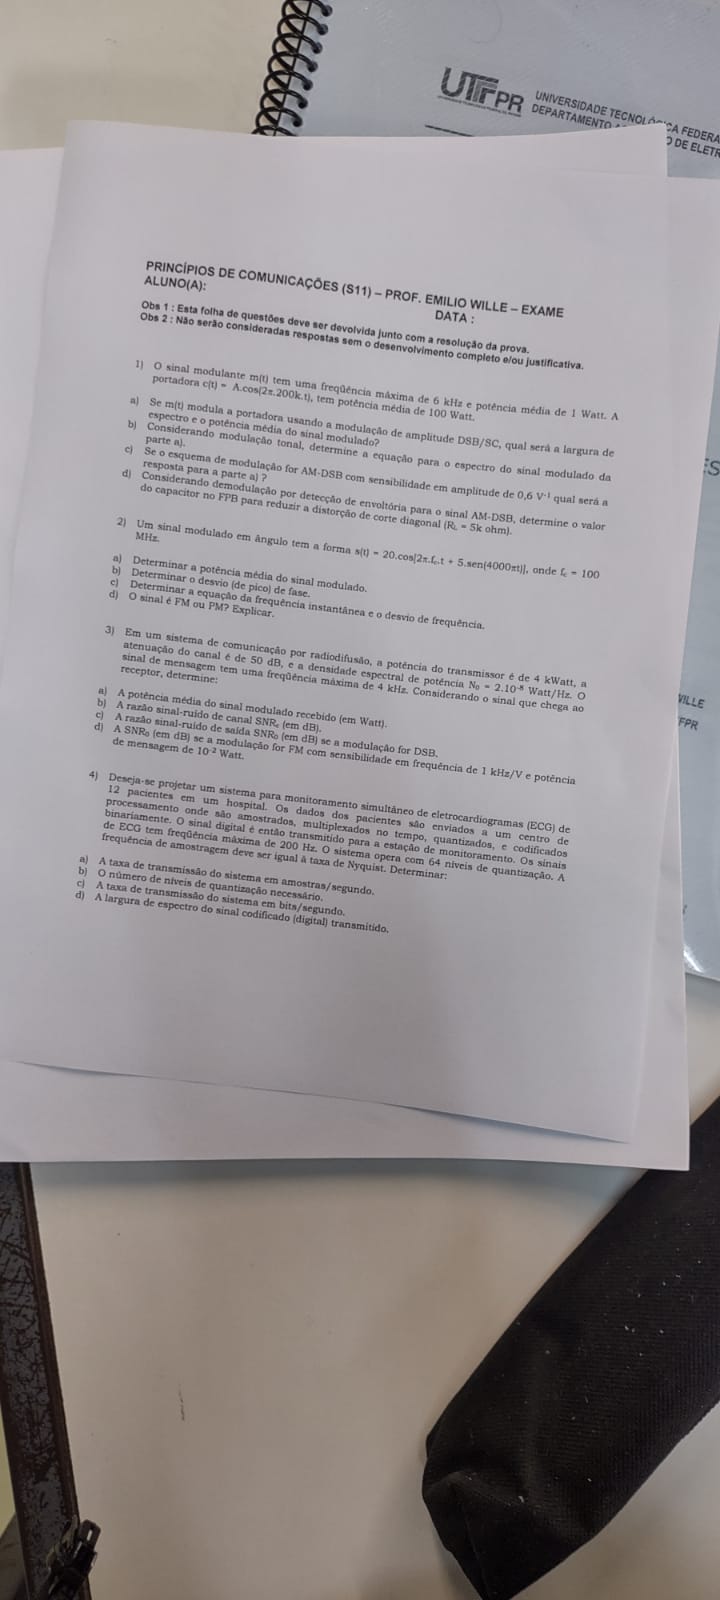 UTFPR
UNIVERSIDADE TECNOLÓGICA FEDERA
DEPARTAMENTO
O DE ELETR
PRINCÍPIOS DE COMUNICAÇÕES (S11) – PROF. EMILIO WILLE – EXAME
ALUNO(A): DATA :
Obs 1 : Esta folha de questões deve ser devolvida junto com a resolução da prova.
Obs 2 : Não serão consideradas respostas sem o desenvolvimento completo e/ou justificativa.
1) O sinal modulante m(t) tem uma freqüência máxima de 6 kHz e potência média de 1 Watt. A
portadora c(t) = A.cos(2π.200k.t), tem potência média de 100 Watt.
a) Se m(t) modula a portadora usando a modulação de amplitude DSB/SC, qual será a largura de
espectro e o potência média do sinal modulado?
b) Considerando modulação tonal, determine a equação para o espectro do sinal modulado da
parte a).
c) Se o esquema de modulação for AM-DSB com sensibilidade em amplitude de 0,6 V⁻¹ qual será a
resposta para a parte a) ?
d) Considerando demodulação por detecção de envoltória para o sinal AM-DSB, determine o valor
do capacitor no FPB para reduzir a distorção de corte diagonal (RL = 5k ohm).
2) Um sinal modulado em ângulo tem a forma s(t) = 20.cos[2π.fc.t + 5.sen(4000πt)], onde fc = 100
MHz.
a) Determinar a potência média do sinal modulado.
b) Determinar o desvio (de pico) de fase.
c) Determinar a equação da frequência instantânea e o desvio de frequência.
d) O sinal é FM ou PM? Explicar.
3) Em um sistema de comunicação por radiodifusão, a potência do transmissor é de 4 kWatt, a
atenuação do canal é de 50 dB, e a densidade espectral de potência N₀ = 2.10⁻⁸ Watt/Hz. O
sinal de mensagem tem uma freqüência máxima de 4 kHz. Considerando o sinal que chega ao
receptor, determine:
a) A potência média do sinal modulado recebido (em Watt).
b) A razão sinal-ruído de canal SNRc (em dB).
c) A razão sinal-ruído de saída SNR₀ (em dB) se a modulação for DSB.
d) A SNR₀ (em dB) se a modulação for FM com sensibilidade em frequência de 1 kHz/V e potência
de mensagem de 10⁻² Watt.
4) Deseja-se projetar um sistema para monitoramento simultâneo de eletrocardiogramas (ECG) de
12 pacientes em um hospital. Os dados dos pacientes são enviados a um centro de
processamento onde são amostrados, multiplexados no tempo, quantizados, e codificados
binariamente. O sinal digital é então transmitido para a estação de monitoramento. Os sinais
de ECG tem freqüência máxima de 200 Hz. O sistema opera com 64 níveis de quantização. A
frequência de amostragem deve ser igual à taxa de Nyquist. Determinar:
a) A taxa de transmissão do sistema em amostras/segundo.
b) O número de níveis de quantização necessário.
c) A taxa de transmissão do sistema em bits/segundo.
d) A largura de espectro do sinal codificado (digital) transmitido.
ES
WILLE
FPR